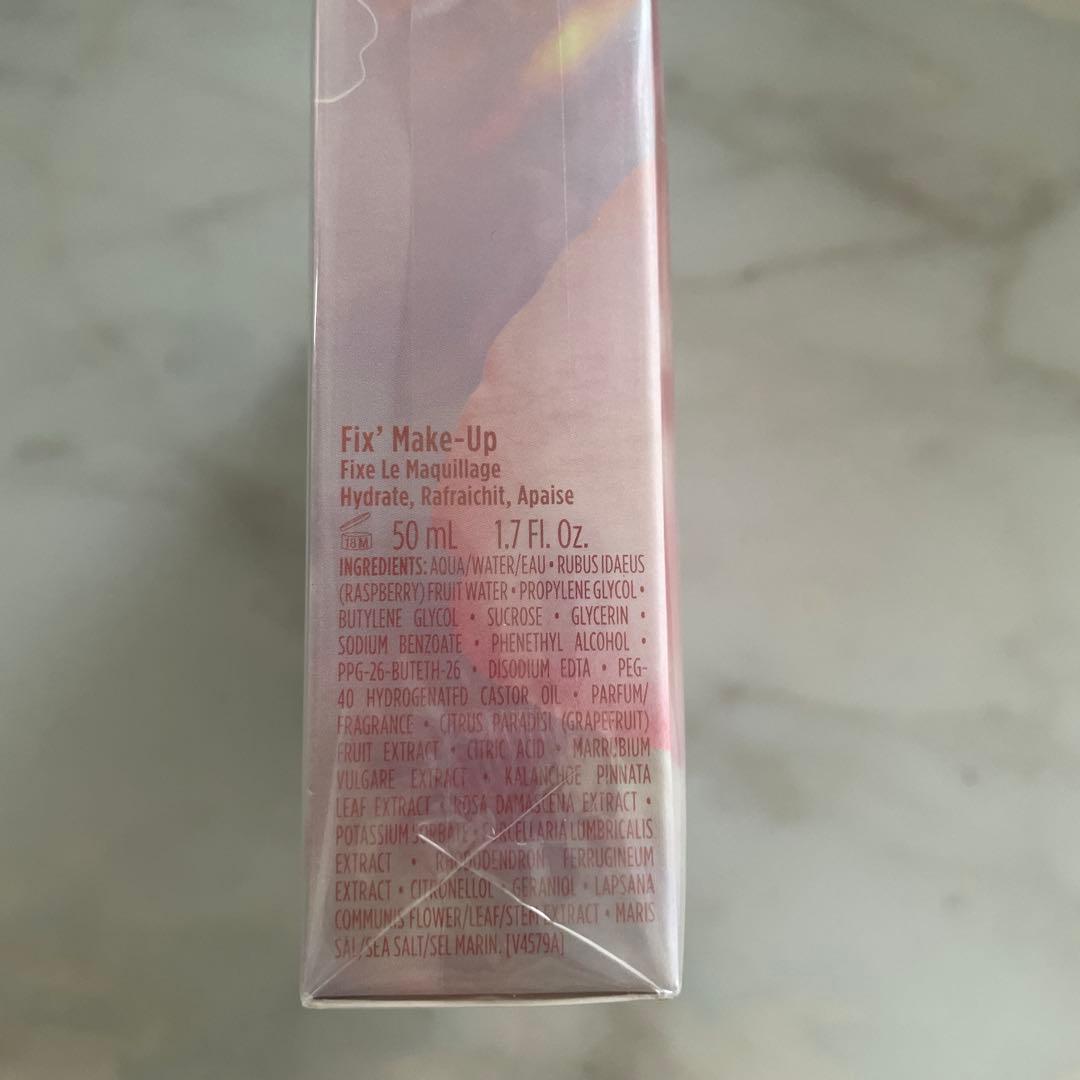 Fix' Make-Up
Fixe Le Maquillage
Hydrate, Rafraichit, Apaise
18M 50 mL 1.7 Fl. Oz.
INGREDIENTS: AQUA/WATER/EAU • RUBUS IDAEUS
(RASPBERRY) FRUIT WATER • PROPYLENE GLYCOL •
BUTYLENE GLYCOL • SUCROSE • GLYCERIN •
SODIUM BENZOATE • PHENETHYL ALCOHOL •
PPG-26-BUTETH-26 • DISODIUM EDTA • PEG-
40 HYDROGENATED CASTOR OIL • PARFUM/
FRAGRANCE • CITRUS PARADISI (GRAPEFRUIT)
FRUIT EXTRACT • CITRIC ACID • MARRUBIUM
VULGARE EXTRACT • KALANCHOE PINNATA
LEAF EXTRACT • ROSA DAMASCENA EXTRACT •
POTASSIUM SORBATE • FURCELLARIA LUMBRICALIS
EXTRACT • RHODODENDRON FERRUGINEUM
EXTRACT • CITRONELLOL • GERANIOL • LAPSANA
COMMUNIS FLOWER/LEAF/STEM EXTRACT • MARIS
SAL/SEA SALT/SEL MARIN. [V4579A]